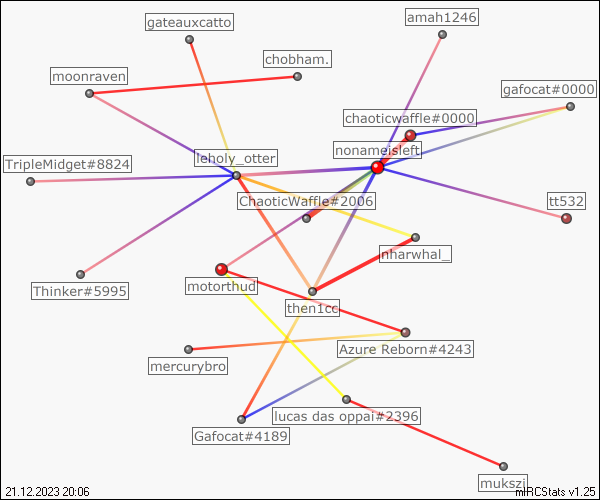 amah1246
gateauxcatto
chobham.
moonraven
gafocat#0000
chaoticwaffle#0000
nonameisleft
leholy_otter
TripleMidget#8824
ChaoticWaffle#2006
tt532
nharwhal_
Thinker#5995
motorthud
then1cc
Azure Reborn#4243
mercurybro
lucas das oppai#2396
Gafocat#4189
mukszi
21.12.2023 20:06
mIRCStats v1.25